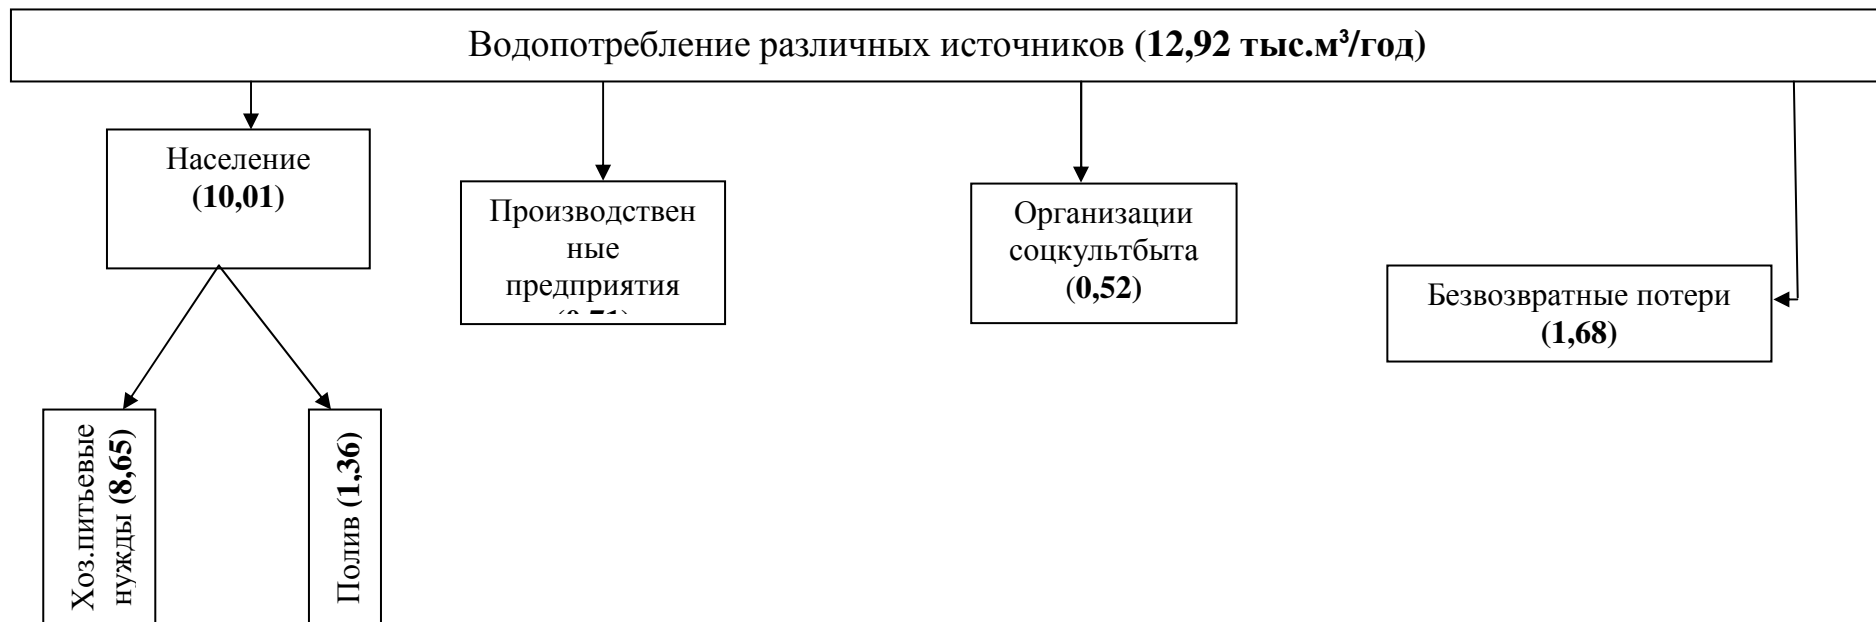 Водопотребление различных источников (12,92 тыс.м³/год)
Население
(10,01)
Производствен
ные
предприятия
Организации
соцкультбыта
(0,52)
Безвозвратные потери
(1,68)
Хоз.питьевые
нужды (8,65)
Полив (1,36)